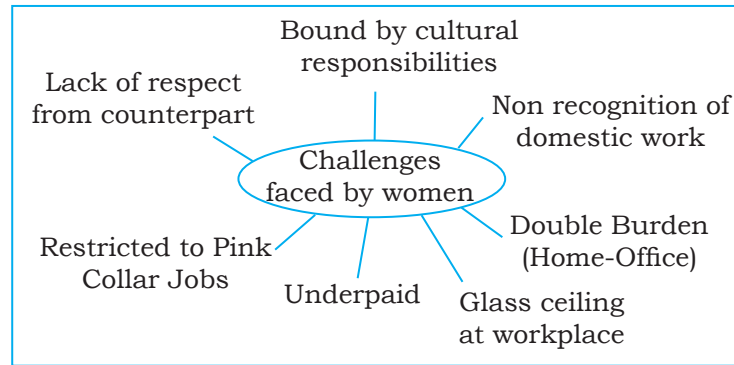 Bound by cultural
responsibilities
Lack of respect
from counterpart
Non recognition of
domestic work
Challenges
faced by women
Restricted to Pink
Collar Jobs
Underpaid
Glass ceiling
at workplace
Double Burden
(Home-Office)